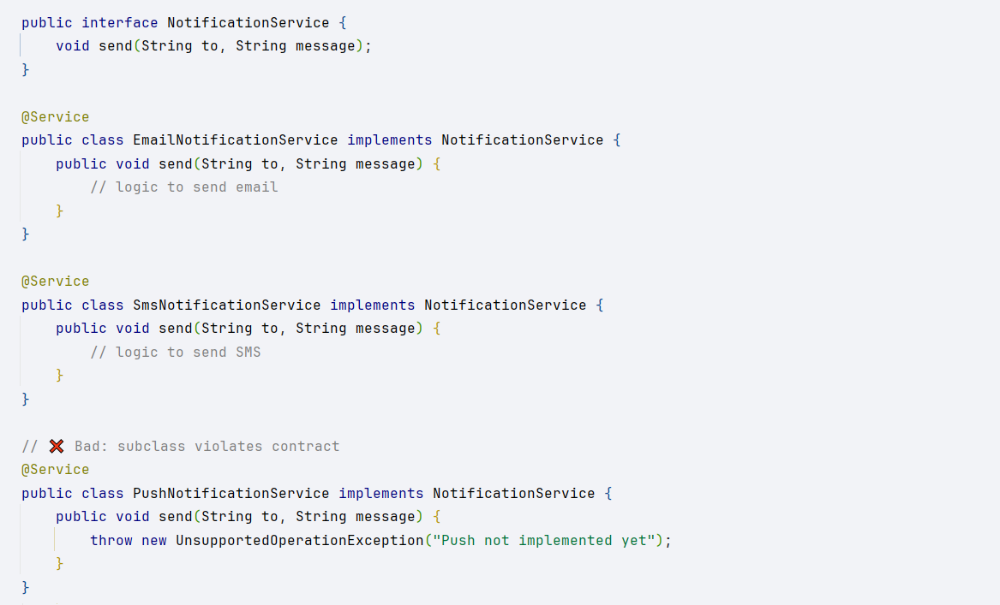 public interface NotificationService {
    void send(String to, String message);
}

@Service
public class EmailNotificationService implements NotificationService {
    public void send(String to, String message) {
        // logic to send email
    }
}

@Service
public class SmsNotificationService implements NotificationService {
    public void send(String to, String message) {
        // logic to send SMS
    }
}

// ❌ Bad: subclass violates contract
@Service
public class PushNotificationService implements NotificationService {
    public void send(String to, String message) {
        throw new UnsupportedOperationException("Push not implemented yet");
    }
}